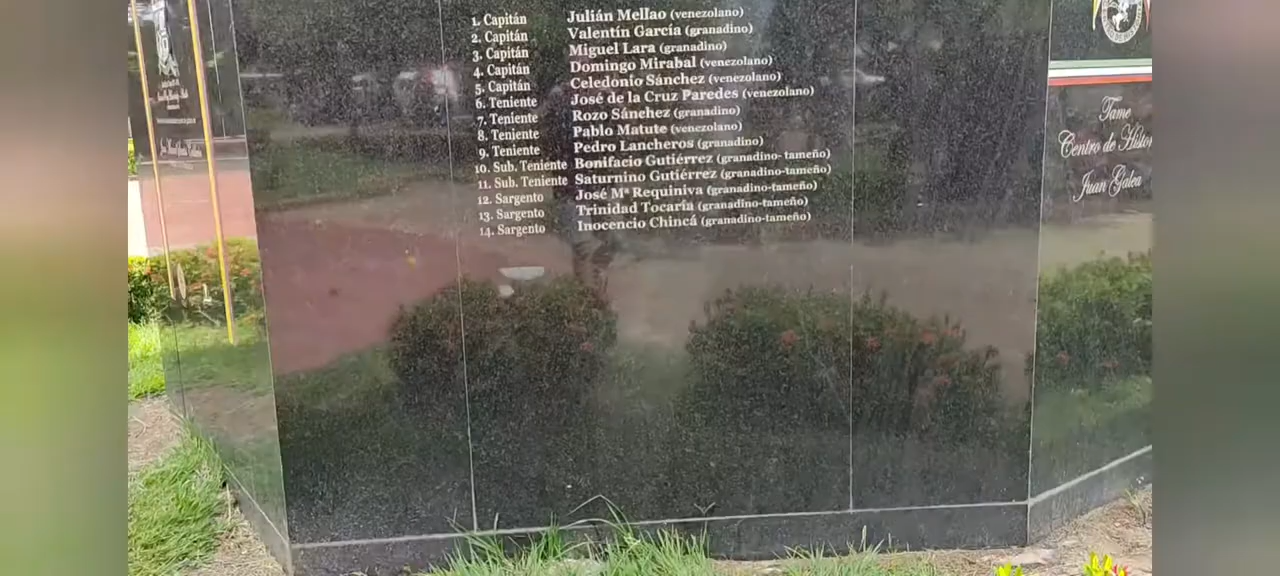 1. Capitán Julián Mellao (venezolano)
2. Capitán Valentín García (granadino)
3. Capitán Miguel Lara (granadino)
4. Capitán Domingo Mirabal (venezolano)
5. Capitán Celedonio Sánchez (venezolano)
6. Teniente José de la Cruz Paredes (venezolano)
7. Teniente Rozo Sánchez (granadino)
8. Teniente Pablo Matute (venezolano)
9. Teniente Pedro Lancheros (granadino)
10. Sub. Teniente Bonifacio Gutiérrez (granadino- tameño)
11. Sub. Teniente Saturnino Gutiérrez (granadino-tameño)
12. Sargento José Mª Requiniva (granadino-tameño)
13. Sargento Trinidad Tocaría (granadino-tameño)
14. Sargento Inocencio Chincá (granadino-tameño)
Tame
Centro de Histor
Juan Galea